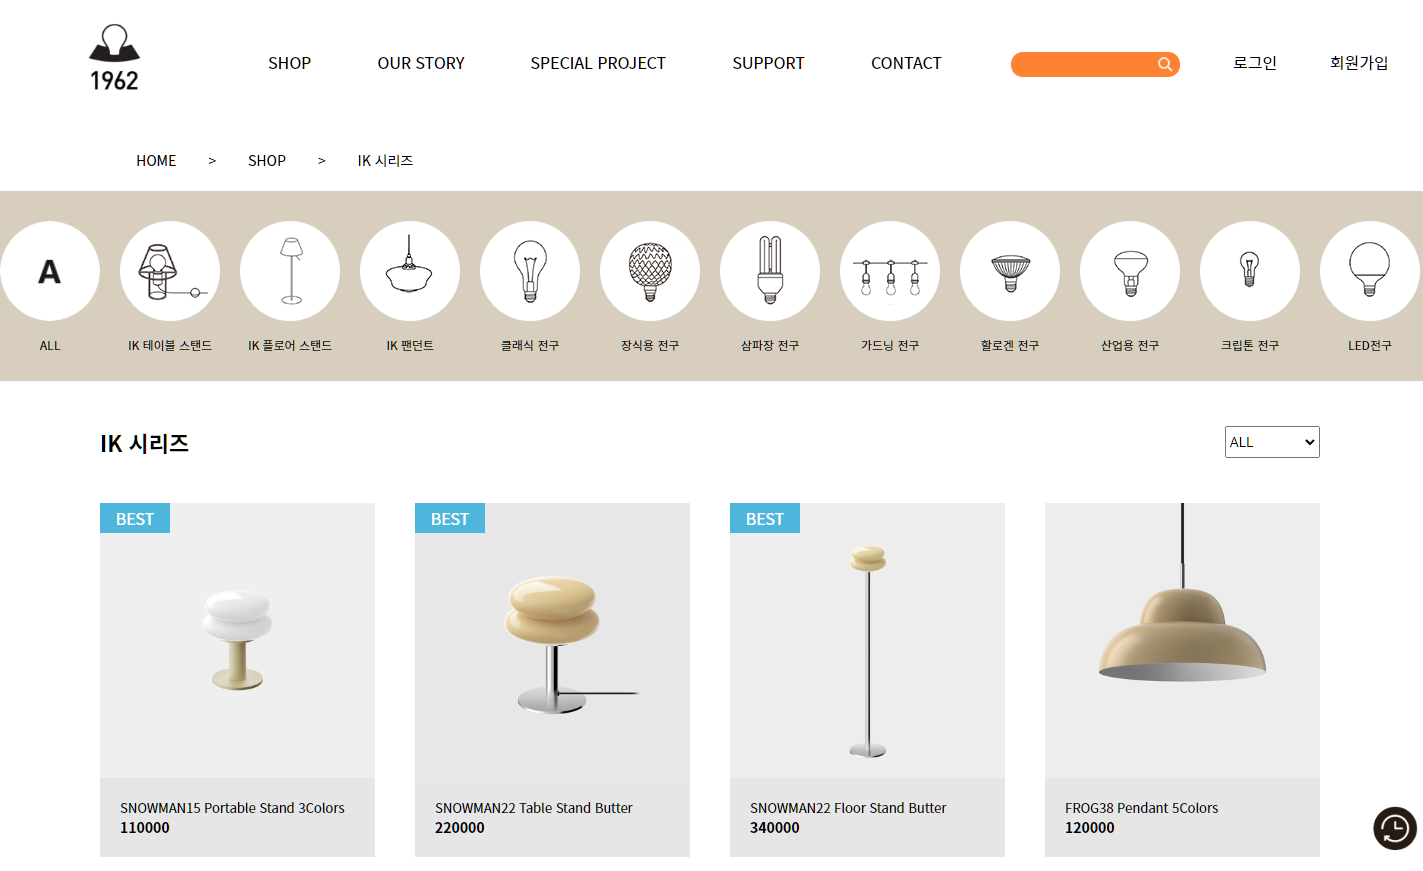 1962
SHOP OUR STORY SPECIAL PROJECT SUPPORT CONTACT 로그인 회원가입
HOME > SHOP > IK 시리즈
A
ALL IK 테이블 스탠드 IK 플로어 스탠드 IK 팬던트 클래식 전구 장식용 전구 삼파장 전구 가드닝 전구 할로겐 전구 산업용 전구 크립톤 전구 LED전구
IK 시리즈
ALL
BEST BEST BEST
SNOWMAN15 Portable Stand 3Colors
110000
SNOWMAN22 Table Stand Butter
220000
SNOWMAN22 Floor Stand Butter
340000
FROG38 Pendant 5Colors
120000